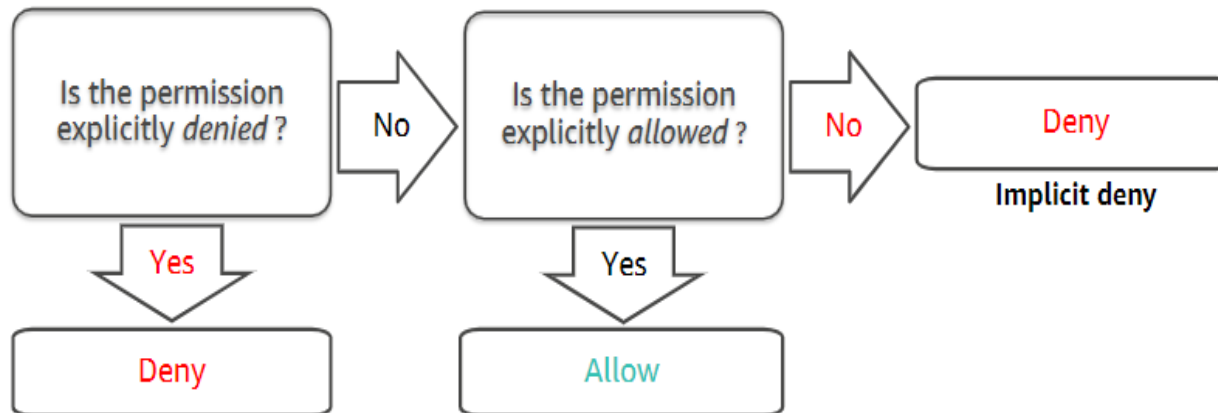 Is the permission
explicitly denied ?
No
Is the permission
explicitly allowed ?
No
Deny
Implicit deny
Yes
Yes
Deny
Allow